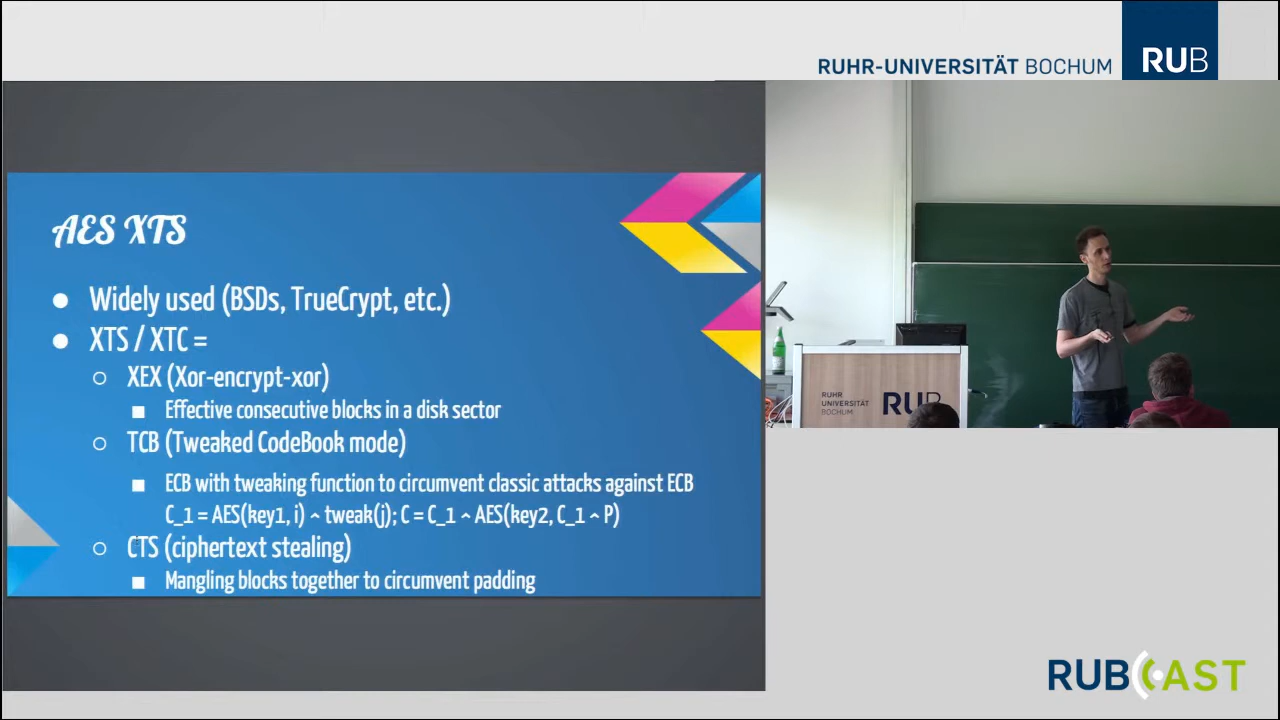 RUHR-UNIVERSITÄT BOCHUM RUB
AES XTS
Widely used (BSDs, TrueCrypt, etc.)
XTS / XTC =
XEX (Xor-encrypt-xor)
Effective consecutive blocks in a disk sector
TCB (Tweaked CodeBook mode)
ECB with tweaking function to circumvent classic attacks against ECB
C_1 = AES(key1, i) ^ tweak(j); C = C_1 ^ AES(key2, C_1 ^ P)
CTS (ciphertext stealing)
Mangling blocks together to circumvent padding
RUHR
UNIVERSITÄT
BOCHUM
RUB
RUBCAST